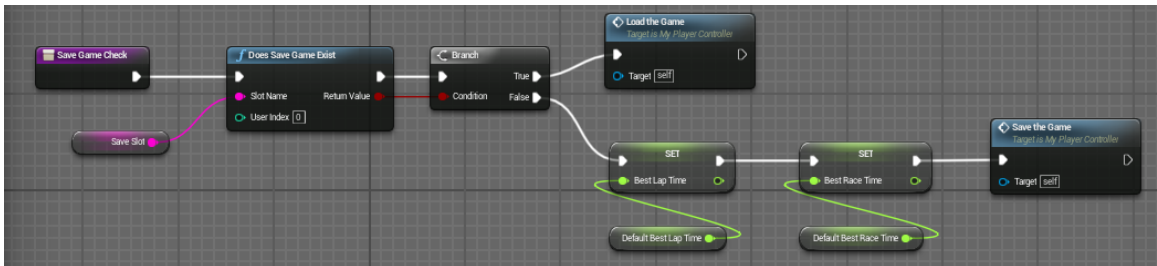 Save Game Check
Save Slot
Does Save Game Exist
Slot Name Return Value
User Index 0
Branch
True
Condition False
Load the Game
Target is My Player Controller
Target self
SET
Best Lap Time
Default Best Lap Time
SET
Best Race Time
Default Best Race Time
Save the Game
Target is My Player Controller
Target self